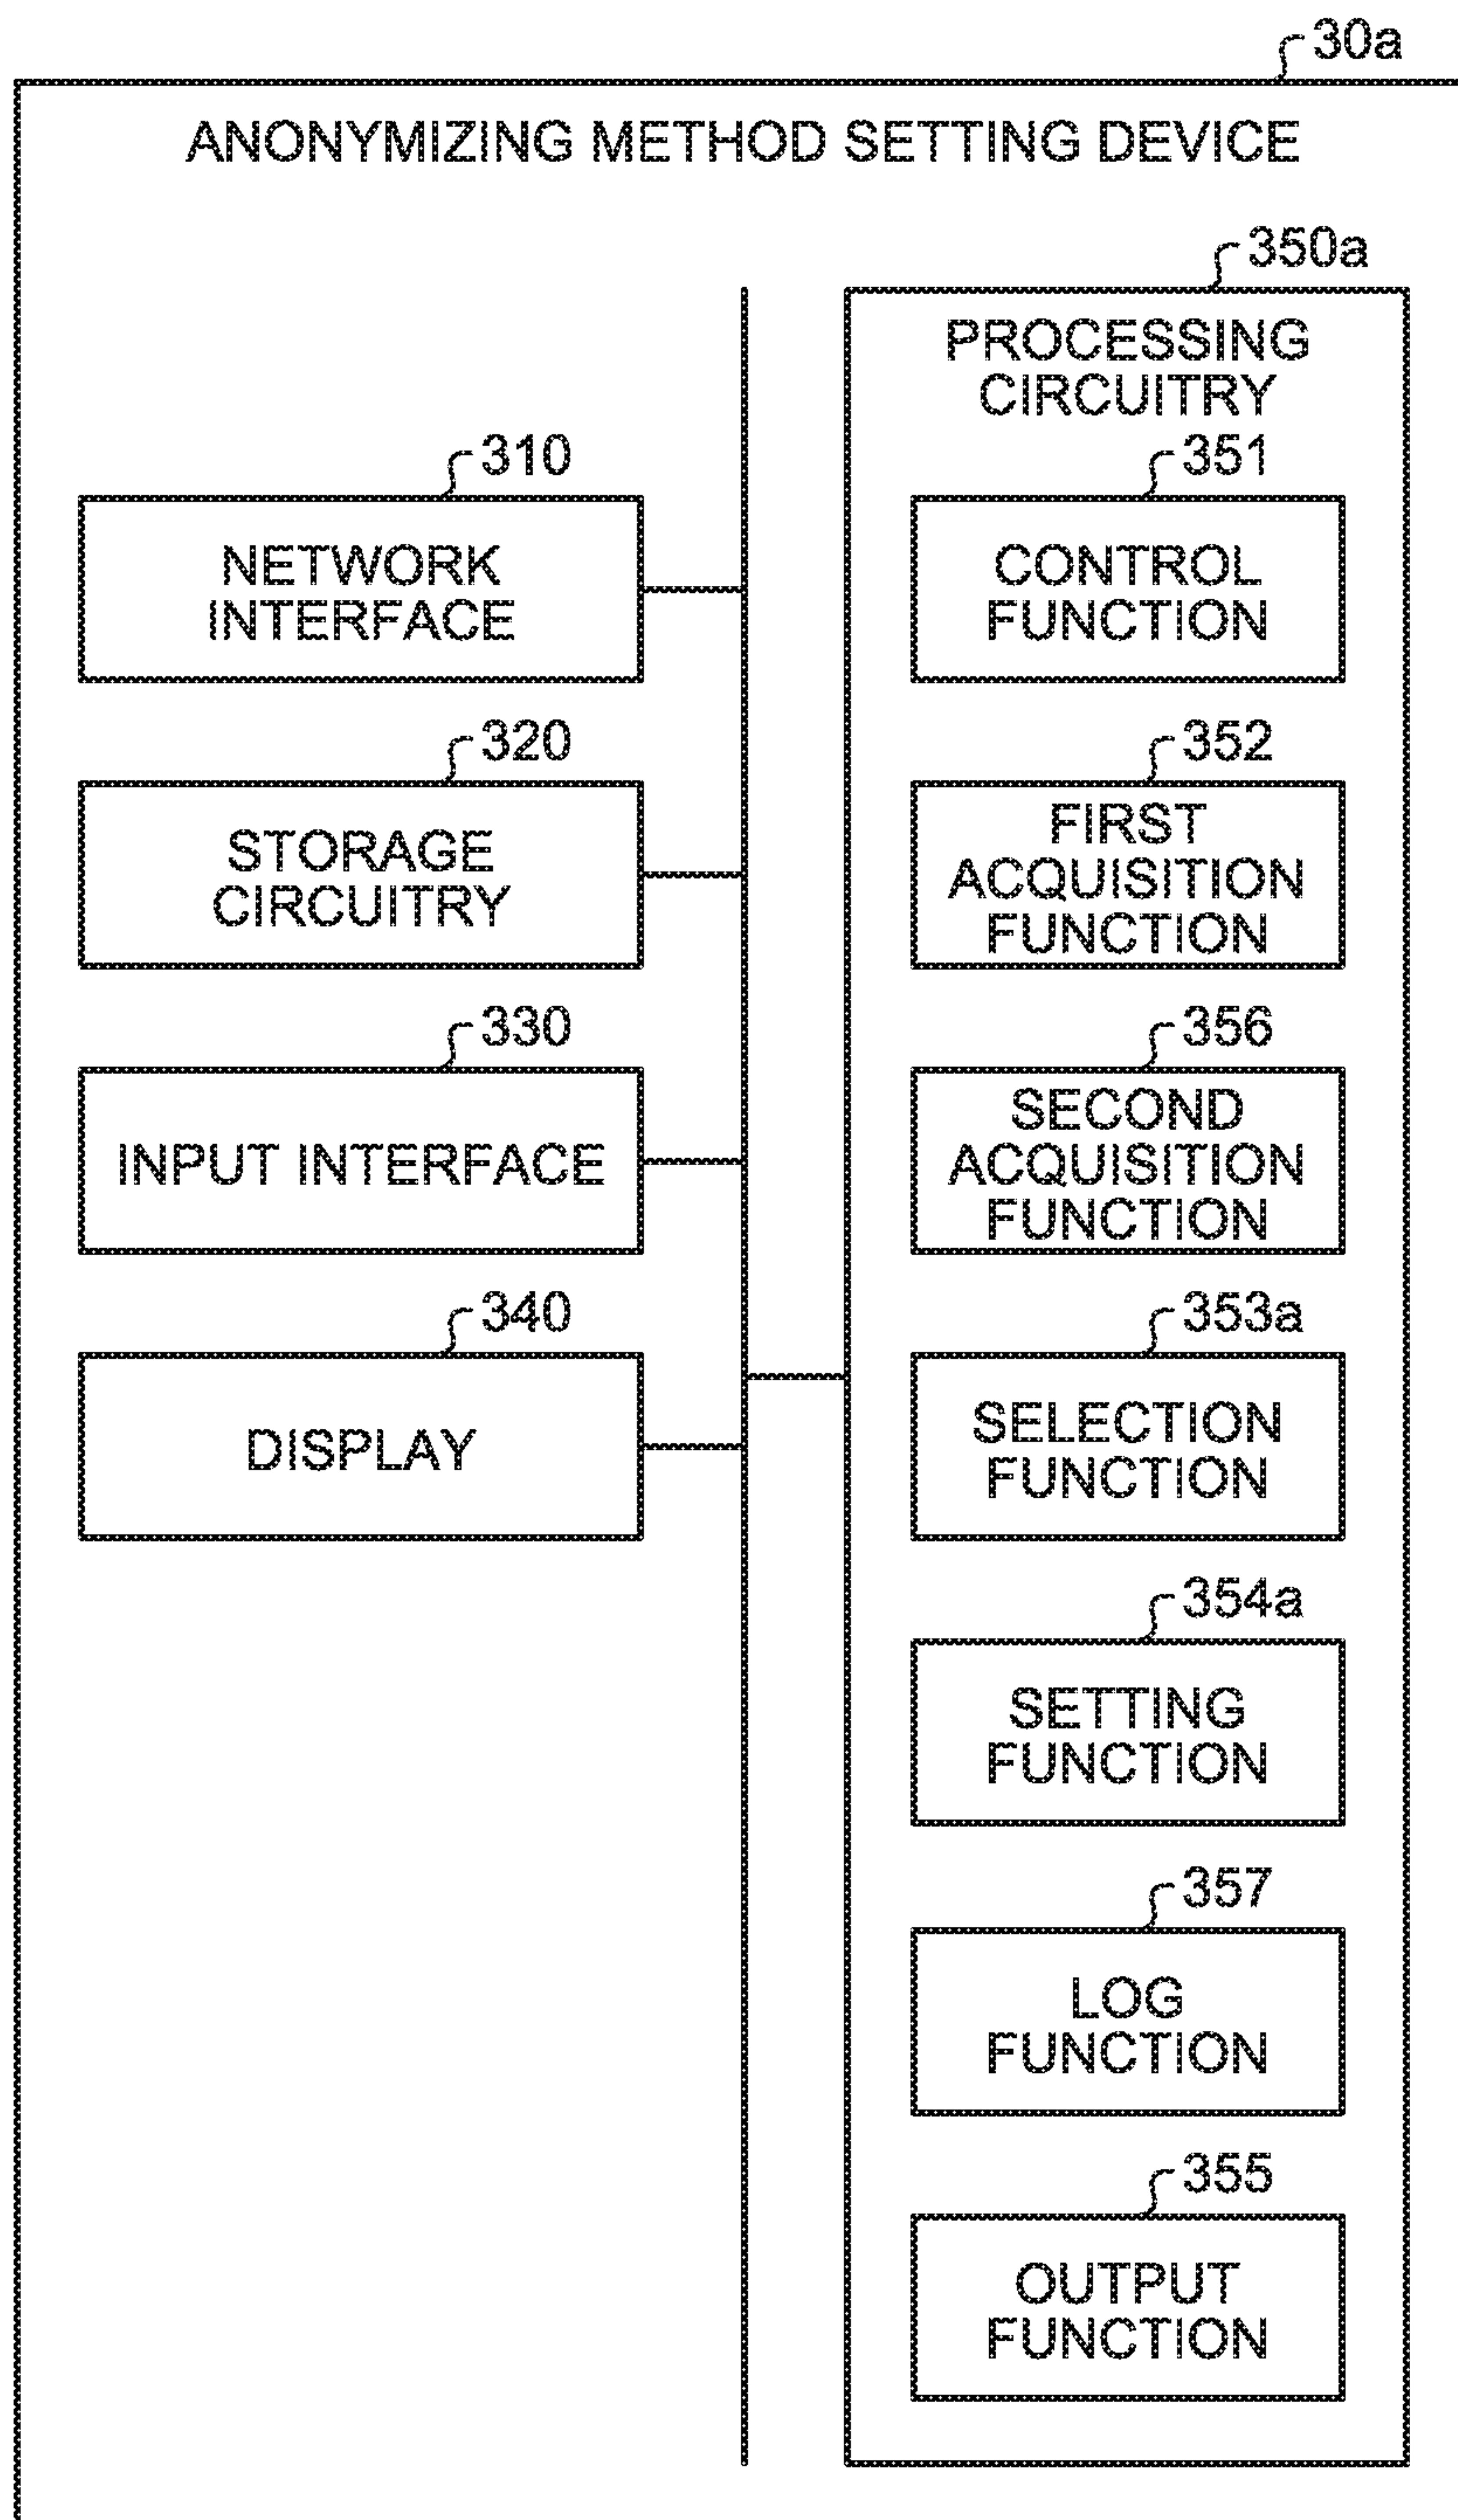 30a
ANONYMIZING METHOD SETTING DEVICE
350a
PROCESSING
CIRCUITRY
310
NETWORK
INTERFACE
320
STORAGE
CIRCUITRY
330
INPUT INTERFACE
340
DISPLAY
351
CONTROL
FUNCTION
352
FIRST
ACQUISITION
FUNCTION
356
SECOND
ACQUISITION
FUNCTION
353a
SELECTION
FUNCTION
354a
SETTING
FUNCTION
357
LOG
FUNCTION
355
OUTPUT
FUNCTION